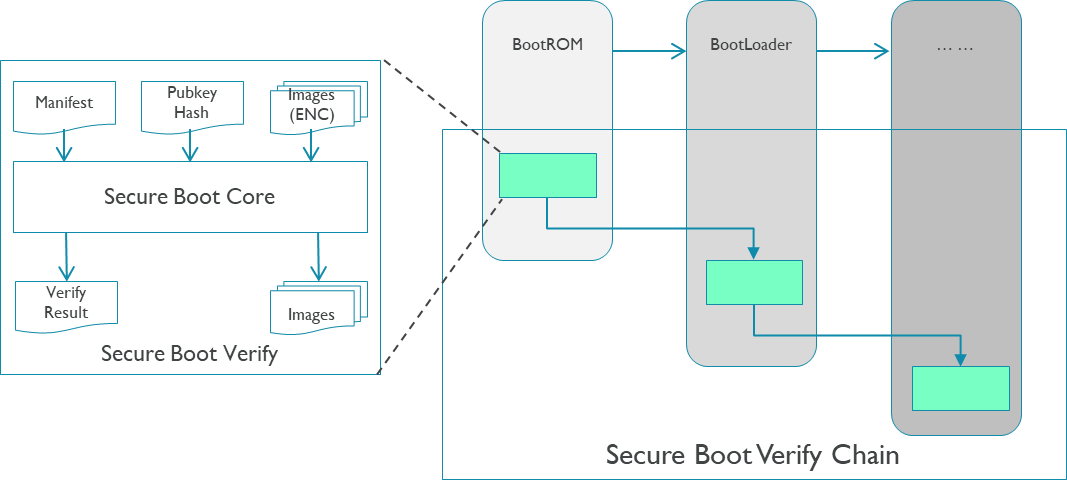 BootROM
BootLoader
... ...
Manifest
Pubkey
Hash
Images
(ENC)
Secure Boot Core
Verify
Result
Images
Secure Boot Verify
Secure Boot Verify Chain